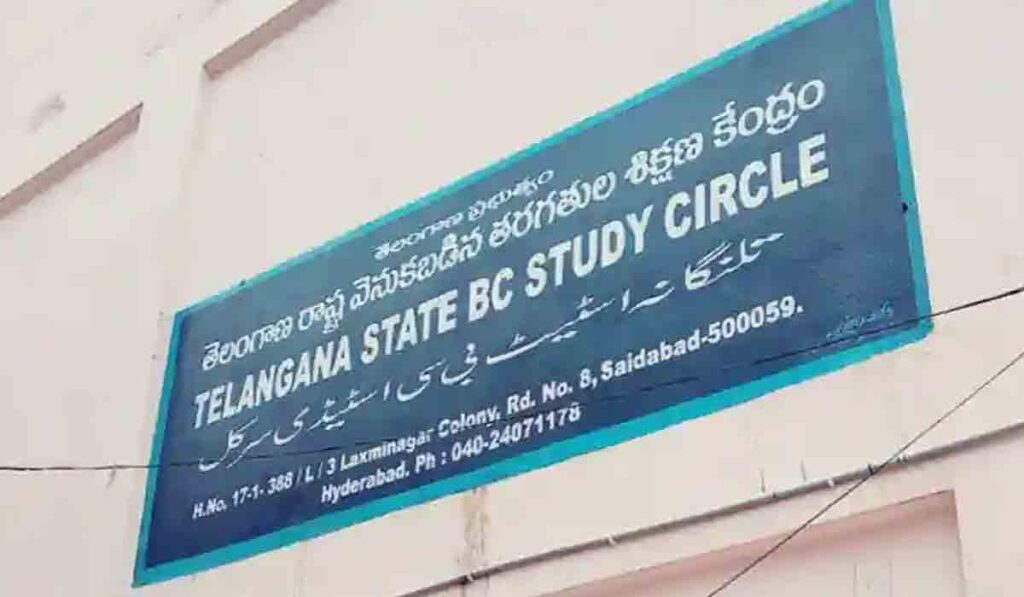 తెలంగాణ ప్రభుత్వం
తెలంగాణ రాష్ట్ర వెనుకబడిన తరగతుల శిక్షణ కేంద్రం
TELANGANA STATE BC STUDY CIRCLE
تلنگانہ اسٹیٹ بی سی اسٹیڈی سرکل
H.No. 17-1- 388 / L / 3 Laxminagar Colony, Rd. No. 8, Saidabad-500059.
Hyderabad. Ph : 040-24071178